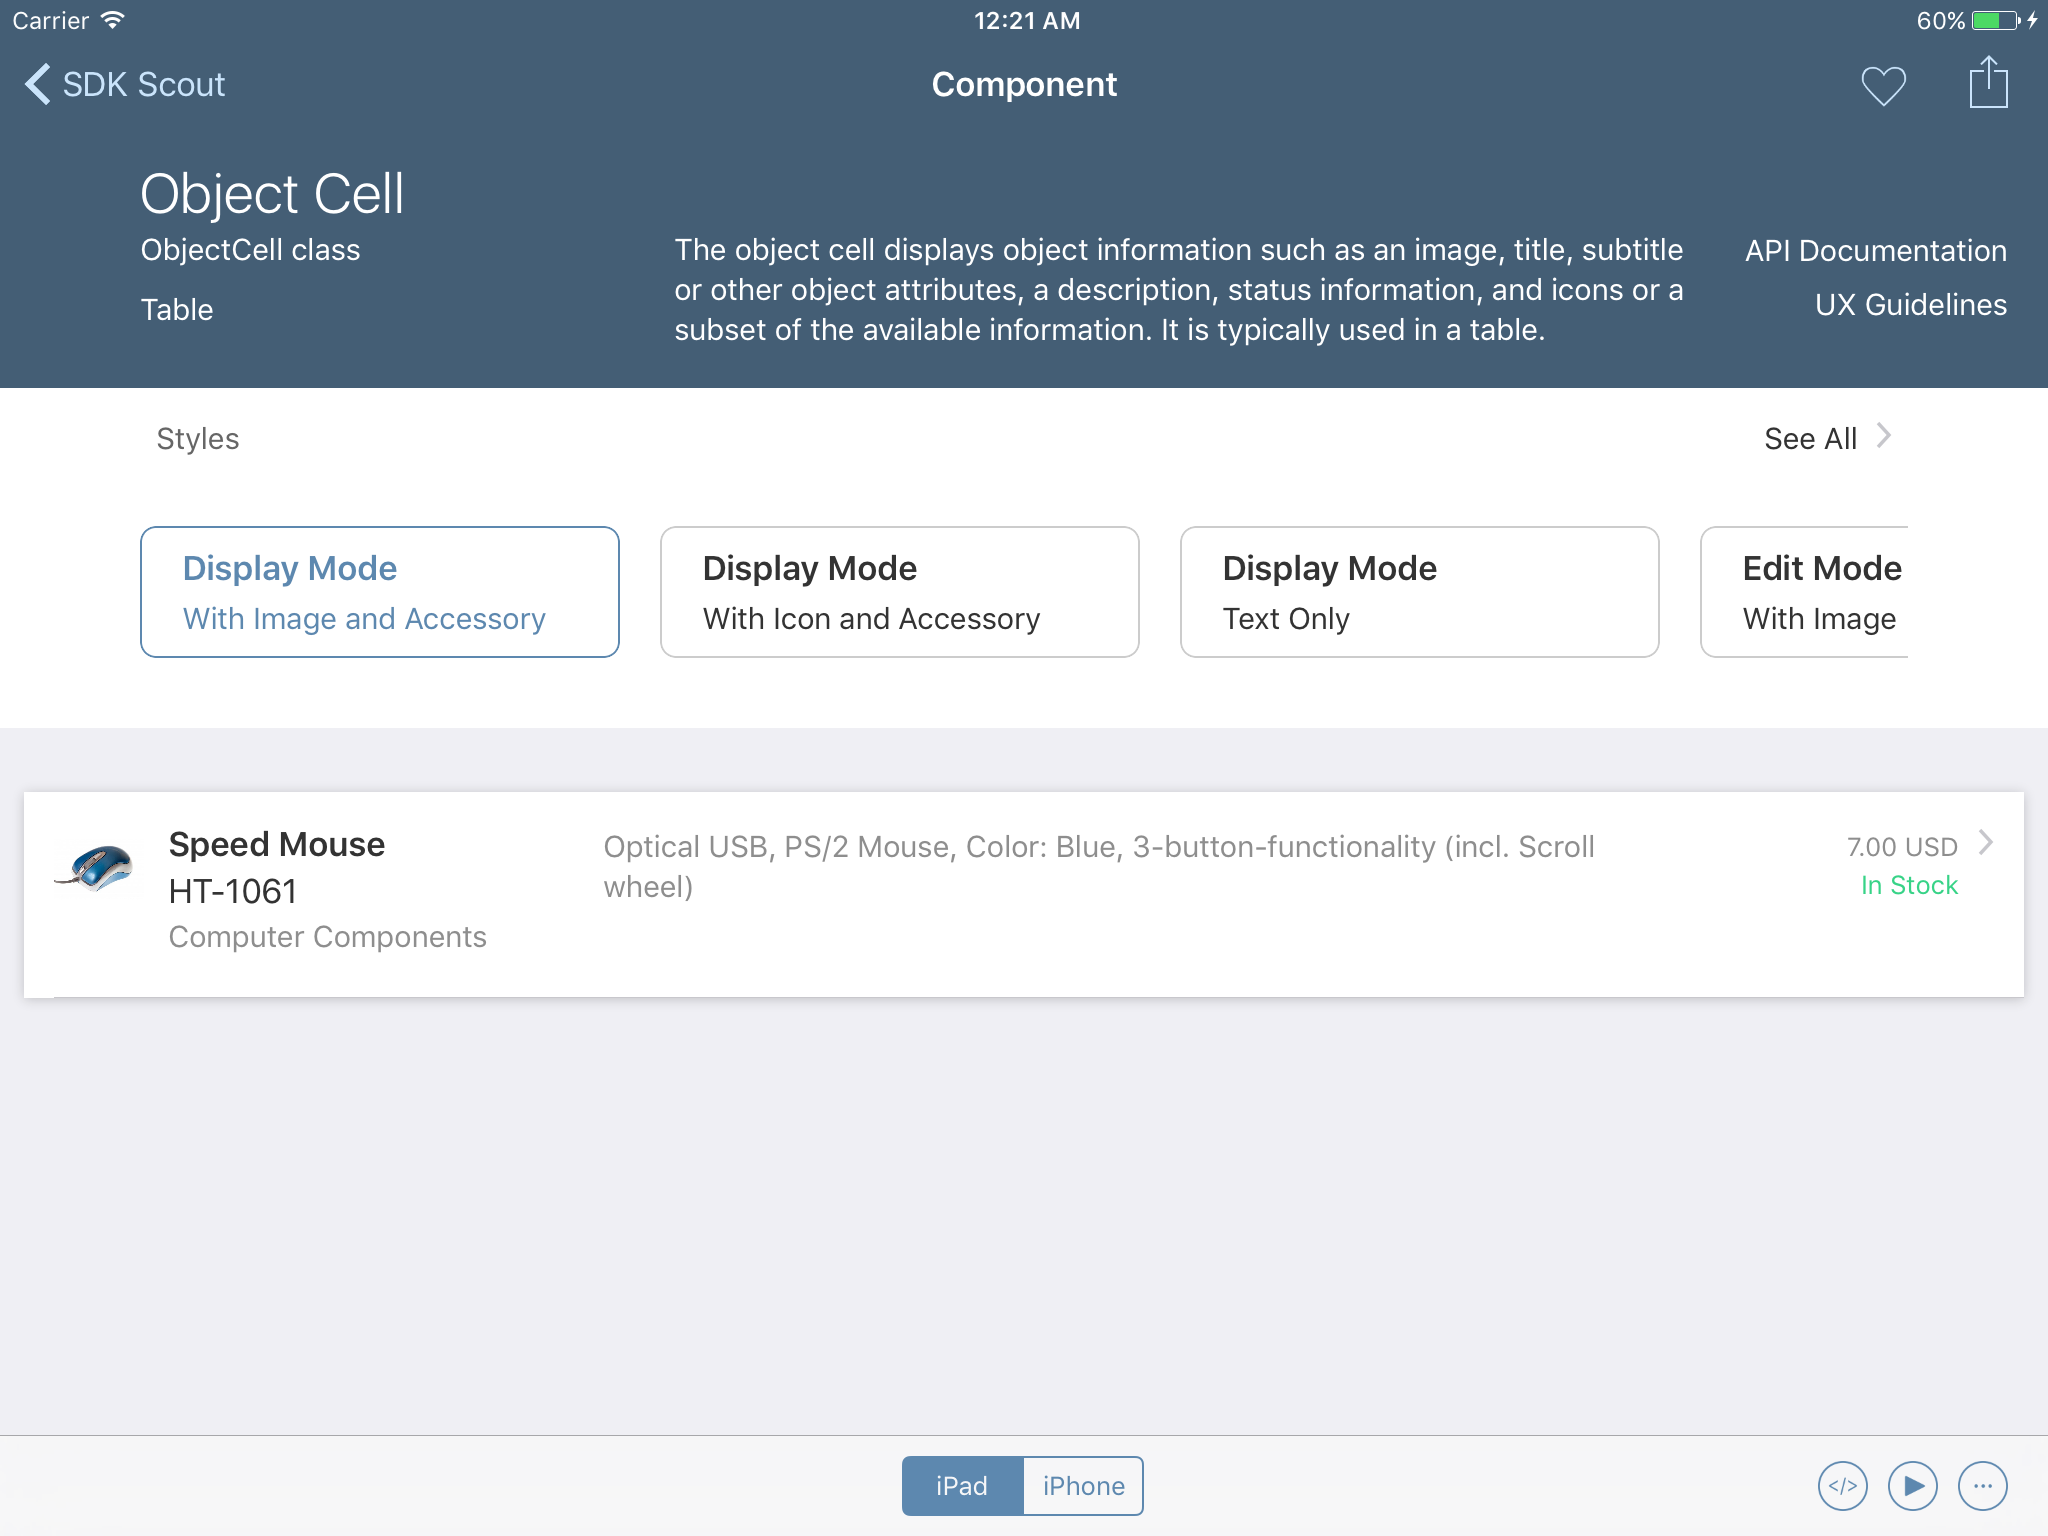 Carrier
12:21 AM
60%
SDK Scout
Component
Object Cell
ObjectCell class
Table
The object cell displays object information such as an image, title, subtitle
or other object attributes, a description, status information, and icons or a
subset of the available information. It is typically used in a table.
API Documentation
UX Guidelines
Styles
See All
Display Mode
With Image and Accessory
Display Mode
With Icon and Accessory
Display Mode
Text Only
Edit Mode
With Image
Speed Mouse
HT-1061
Computer Components
Optical USB, PS/2 Mouse, Color: Blue, 3-button-functionality (incl. Scroll
wheel)
7.00 USD
In Stock
iPad
iPhone
</>